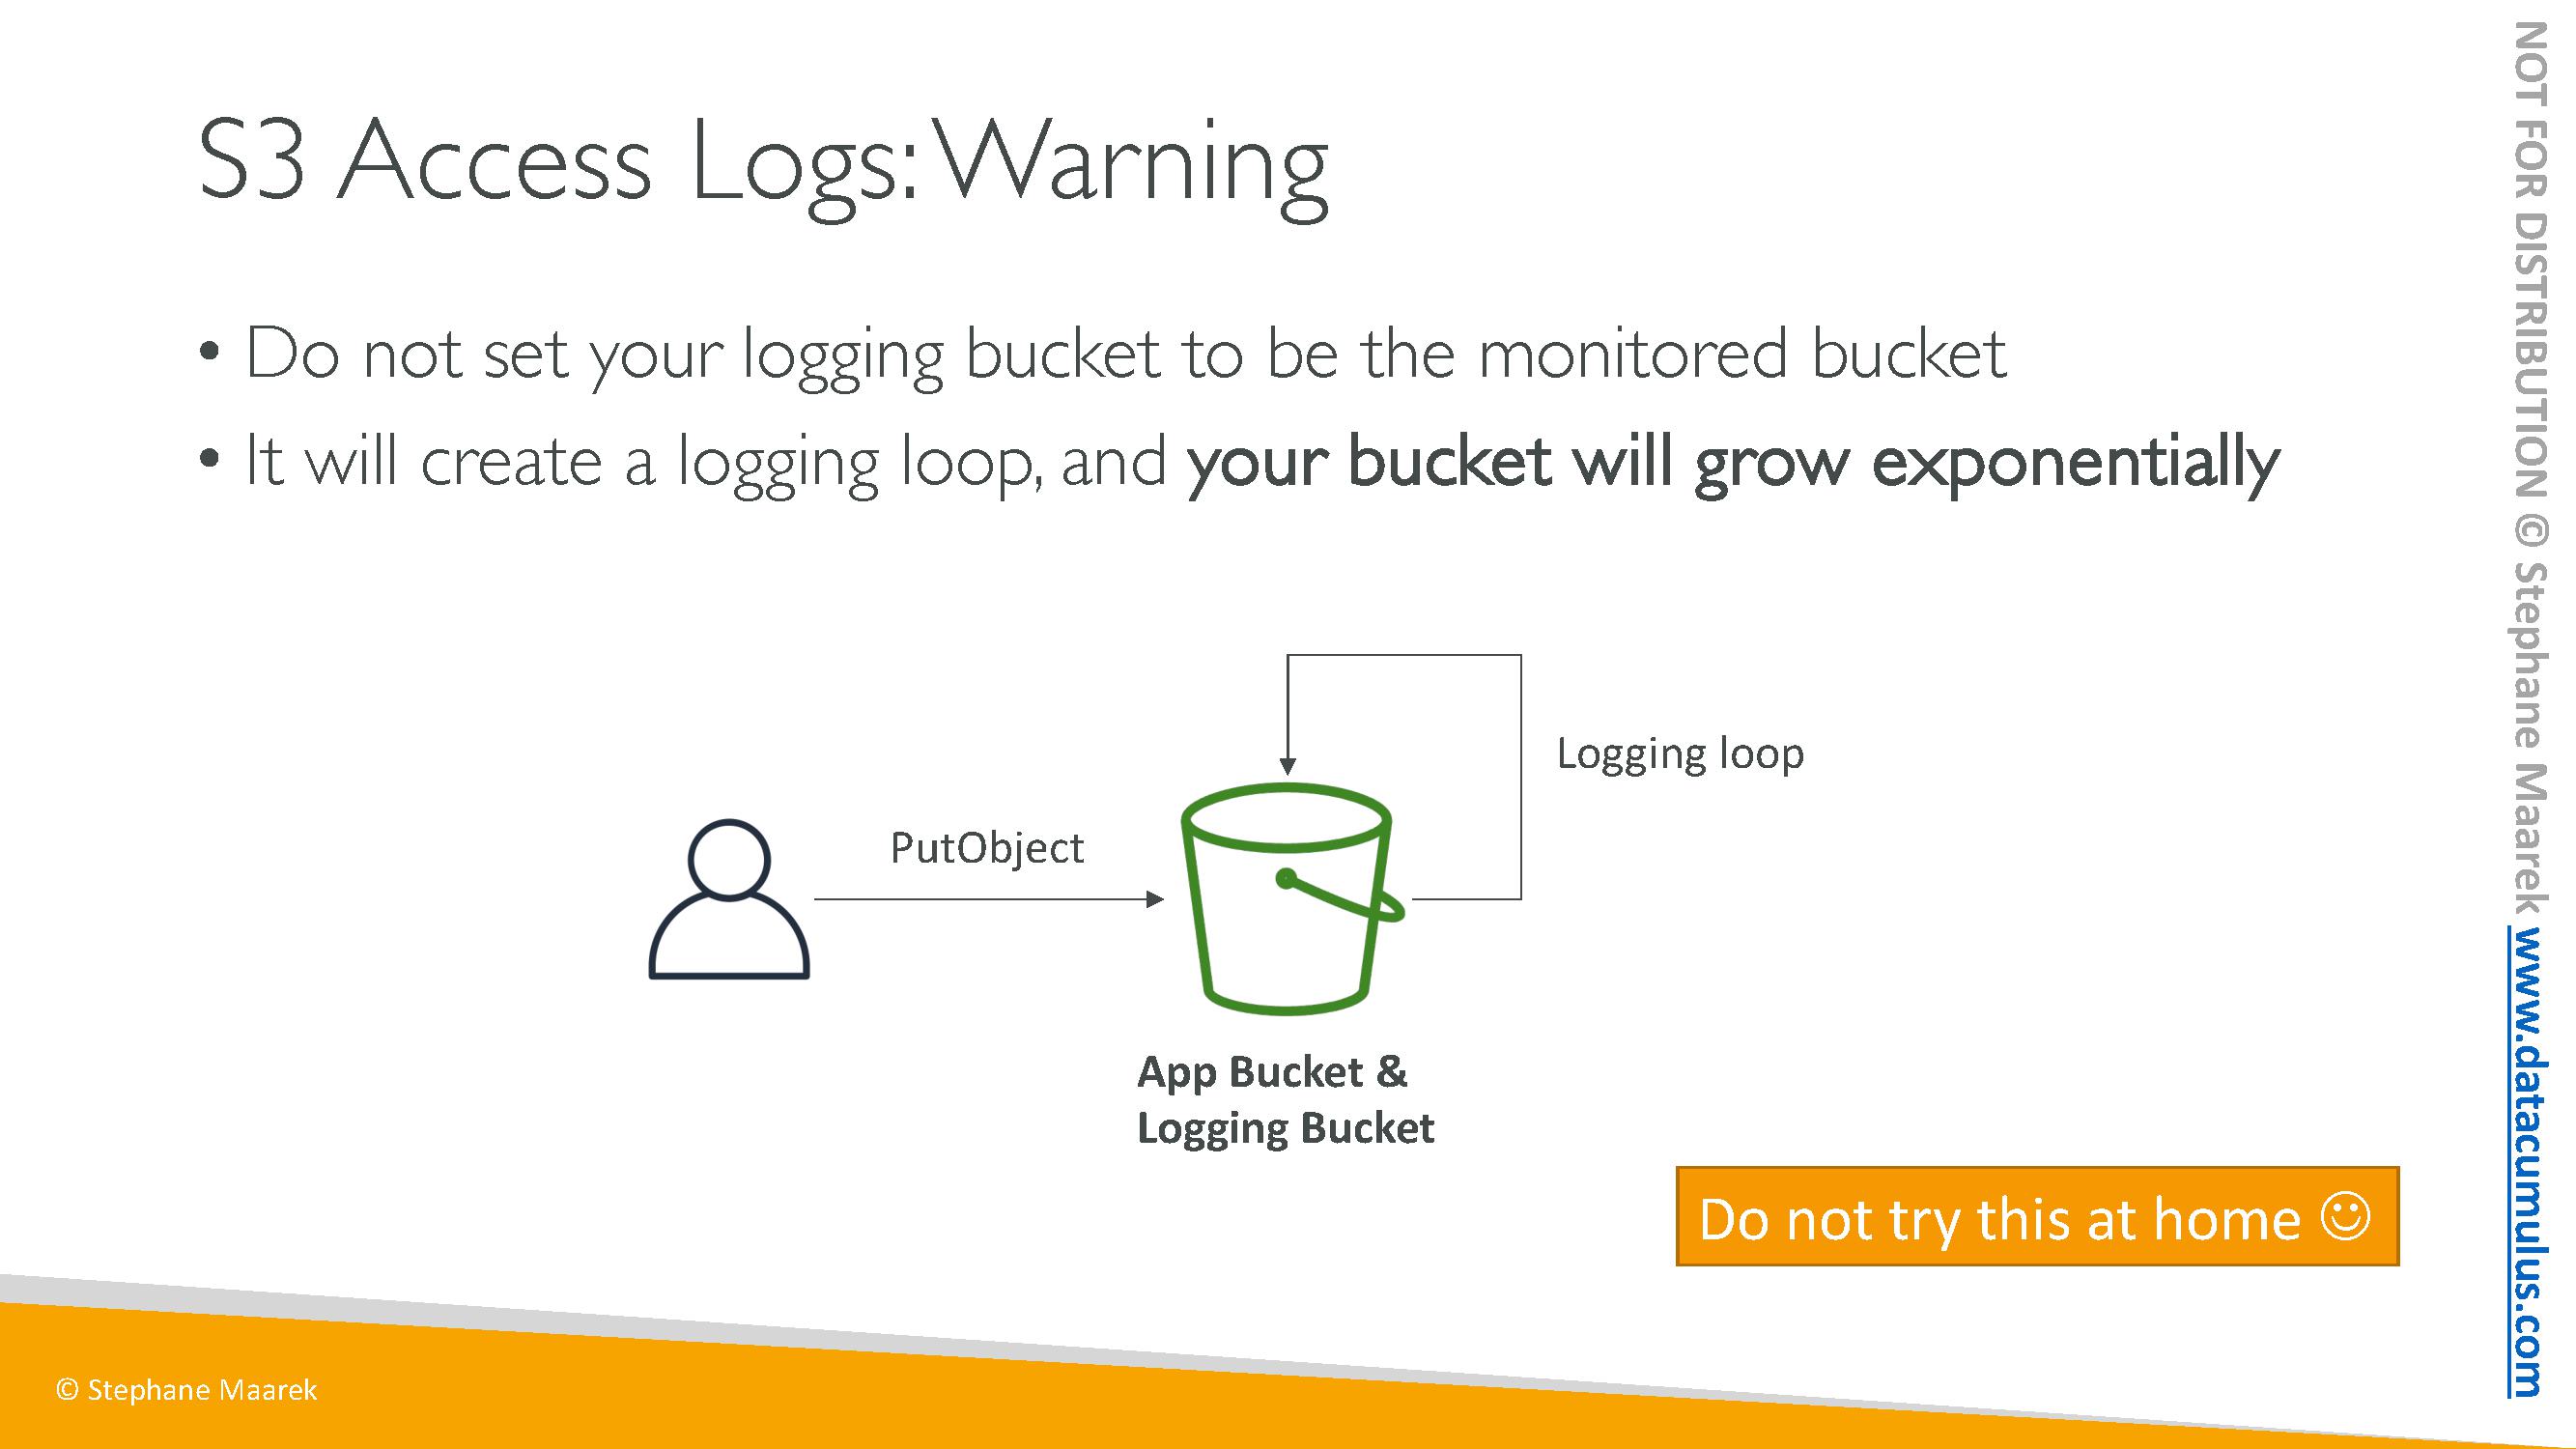 S3 Access Logs: Warning
• Do not set your logging bucket to be the monitored bucket
• It will create a logging loop, and your bucket will grow exponentially
Logging loop
PutObject
App Bucket &
Logging Bucket
Do not try this at home ☺
© Stephane Maarek
NOT FOR DISTRIBUTION © Stephane Maarek www.datacumulus.com